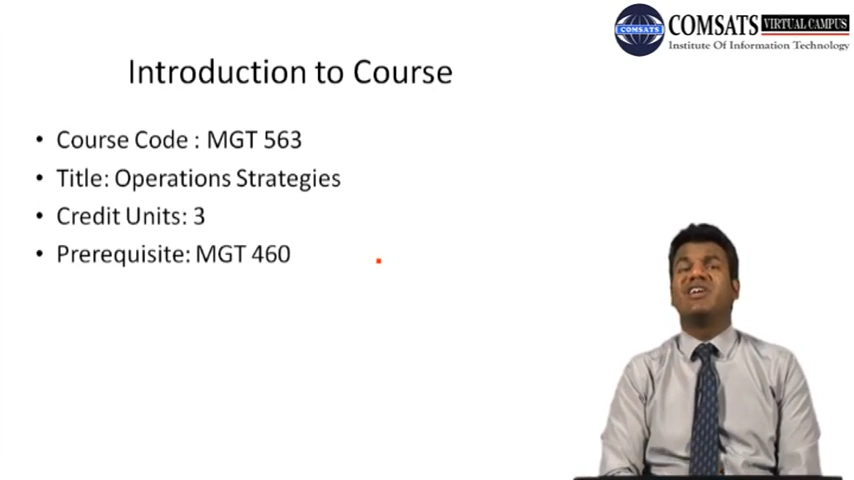 COMSATS VIRTUAL CAMPUS
COMSATS
Institute Of Information Technology
Introduction to Course
• Course Code : MGT 563
• Title: Operations Strategies
• Credit Units: 3
• Prerequisite: MGT 460